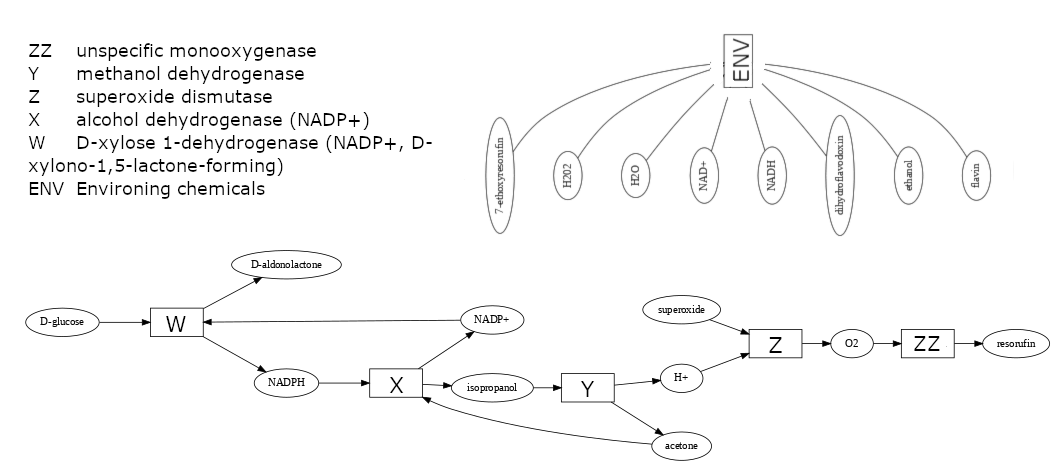 ZZ unspecific monooxygenase
Y methanol dehydrogenase
Z superoxide dismutase
X alcohol dehydrogenase (NADP+)
W D-xylose 1-dehydrogenase (NADP+, D-
xylono-1,5-lactone-forming)
ENV Environing chemicals
ENV
7-ethoxyresorufin
H2O2
H2O
NAD+
NADH
dihydroflavodoxin
ethanol
flavin
D-aldonolactone
D-glucose
W
NADP+
NADPH
X
isopropanol
Y
superoxide
H+
acetone
Z
O2
ZZ
resorufin